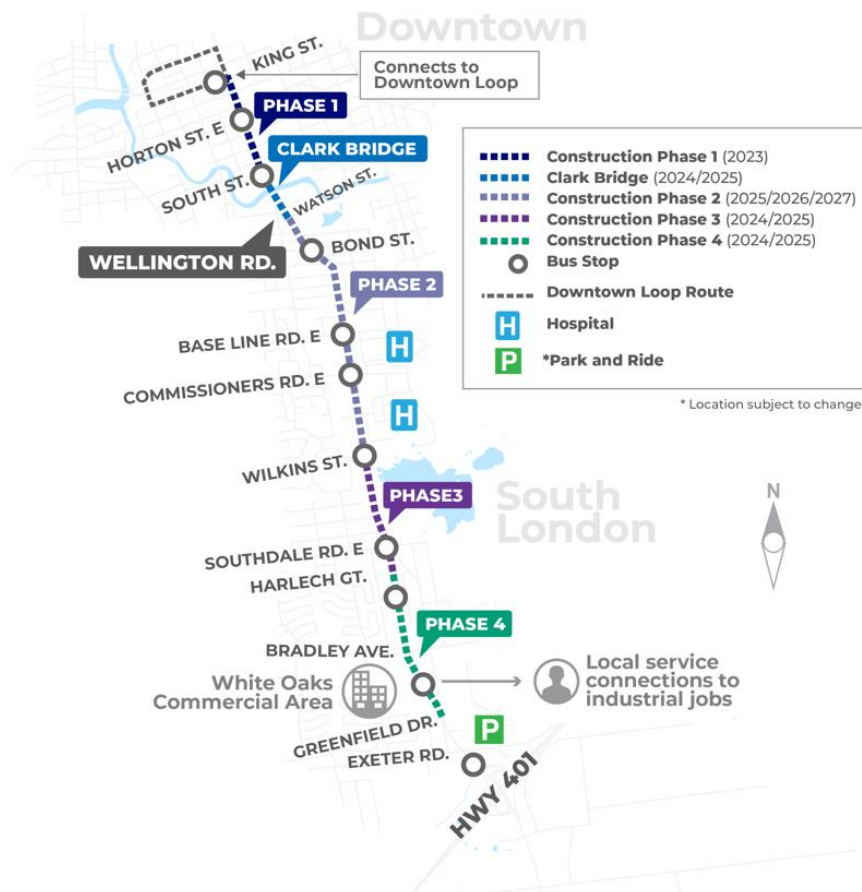 Downtown
KING ST.
Connects to
Downtown Loop
PHASE 1
HORTON ST. E
CLARK BRIDGE
SOUTH ST.
WATSON ST.
WELLINGTON RD.
BOND ST.
PHASE 2
BASE LINE RD. E
H
COMMISSIONERS RD. E
H
WILKINS ST.
PHASE3
South
London
SOUTHDALE RD. E
HARLECH GT.
PHASE 4
BRADLEY AVE.
White Oaks
Commercial Area
Local service
connections to
industrial jobs
GREENFIELD DR.
P
EXETER RD.
HWY 401
Construction Phase 1 (2023)
Clark Bridge (2024/2025)
Construction Phase 2 (2025/2026/2027)
Construction Phase 3 (2024/2025)
Construction Phase 4 (2024/2025)
Bus Stop
Downtown Loop Route
H Hospital
P *Park and Ride
* Location subject to change
N